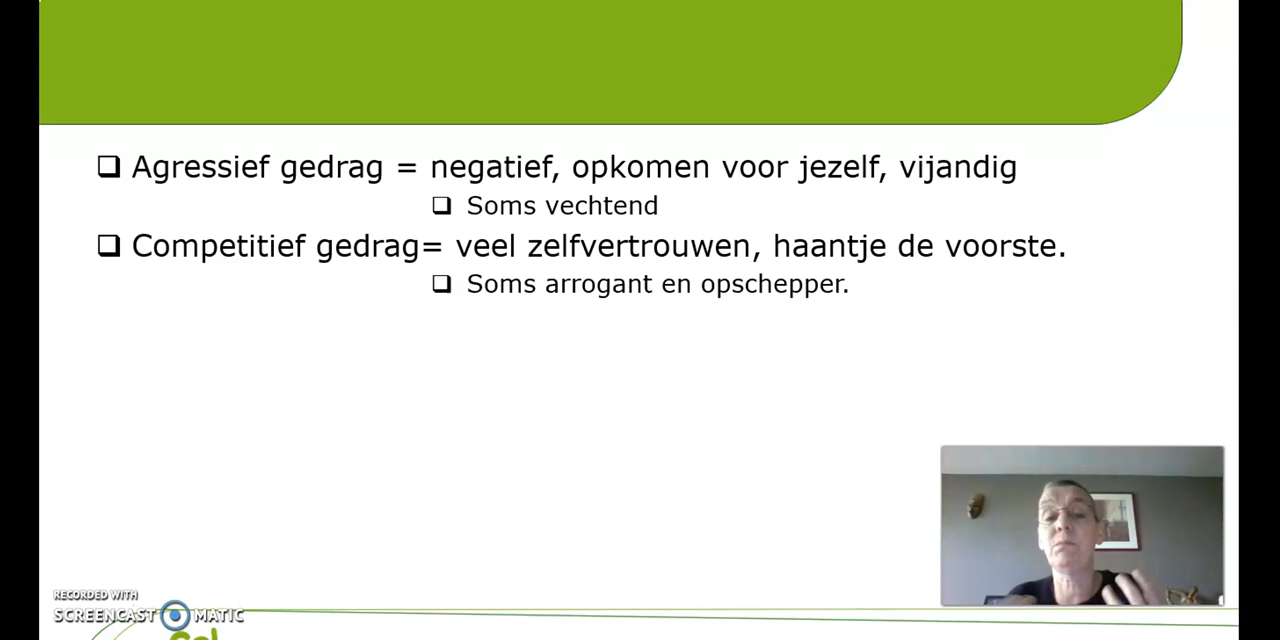 Agressief gedrag = negatief, opkomen voor jezelf, vijandig
Soms vechtend
Competitief gedrag= veel zelfvertrouwen, haantje de voorste.
Soms arrogant en opschepper.
RECORDED WITH
SCREENCAST MATIC